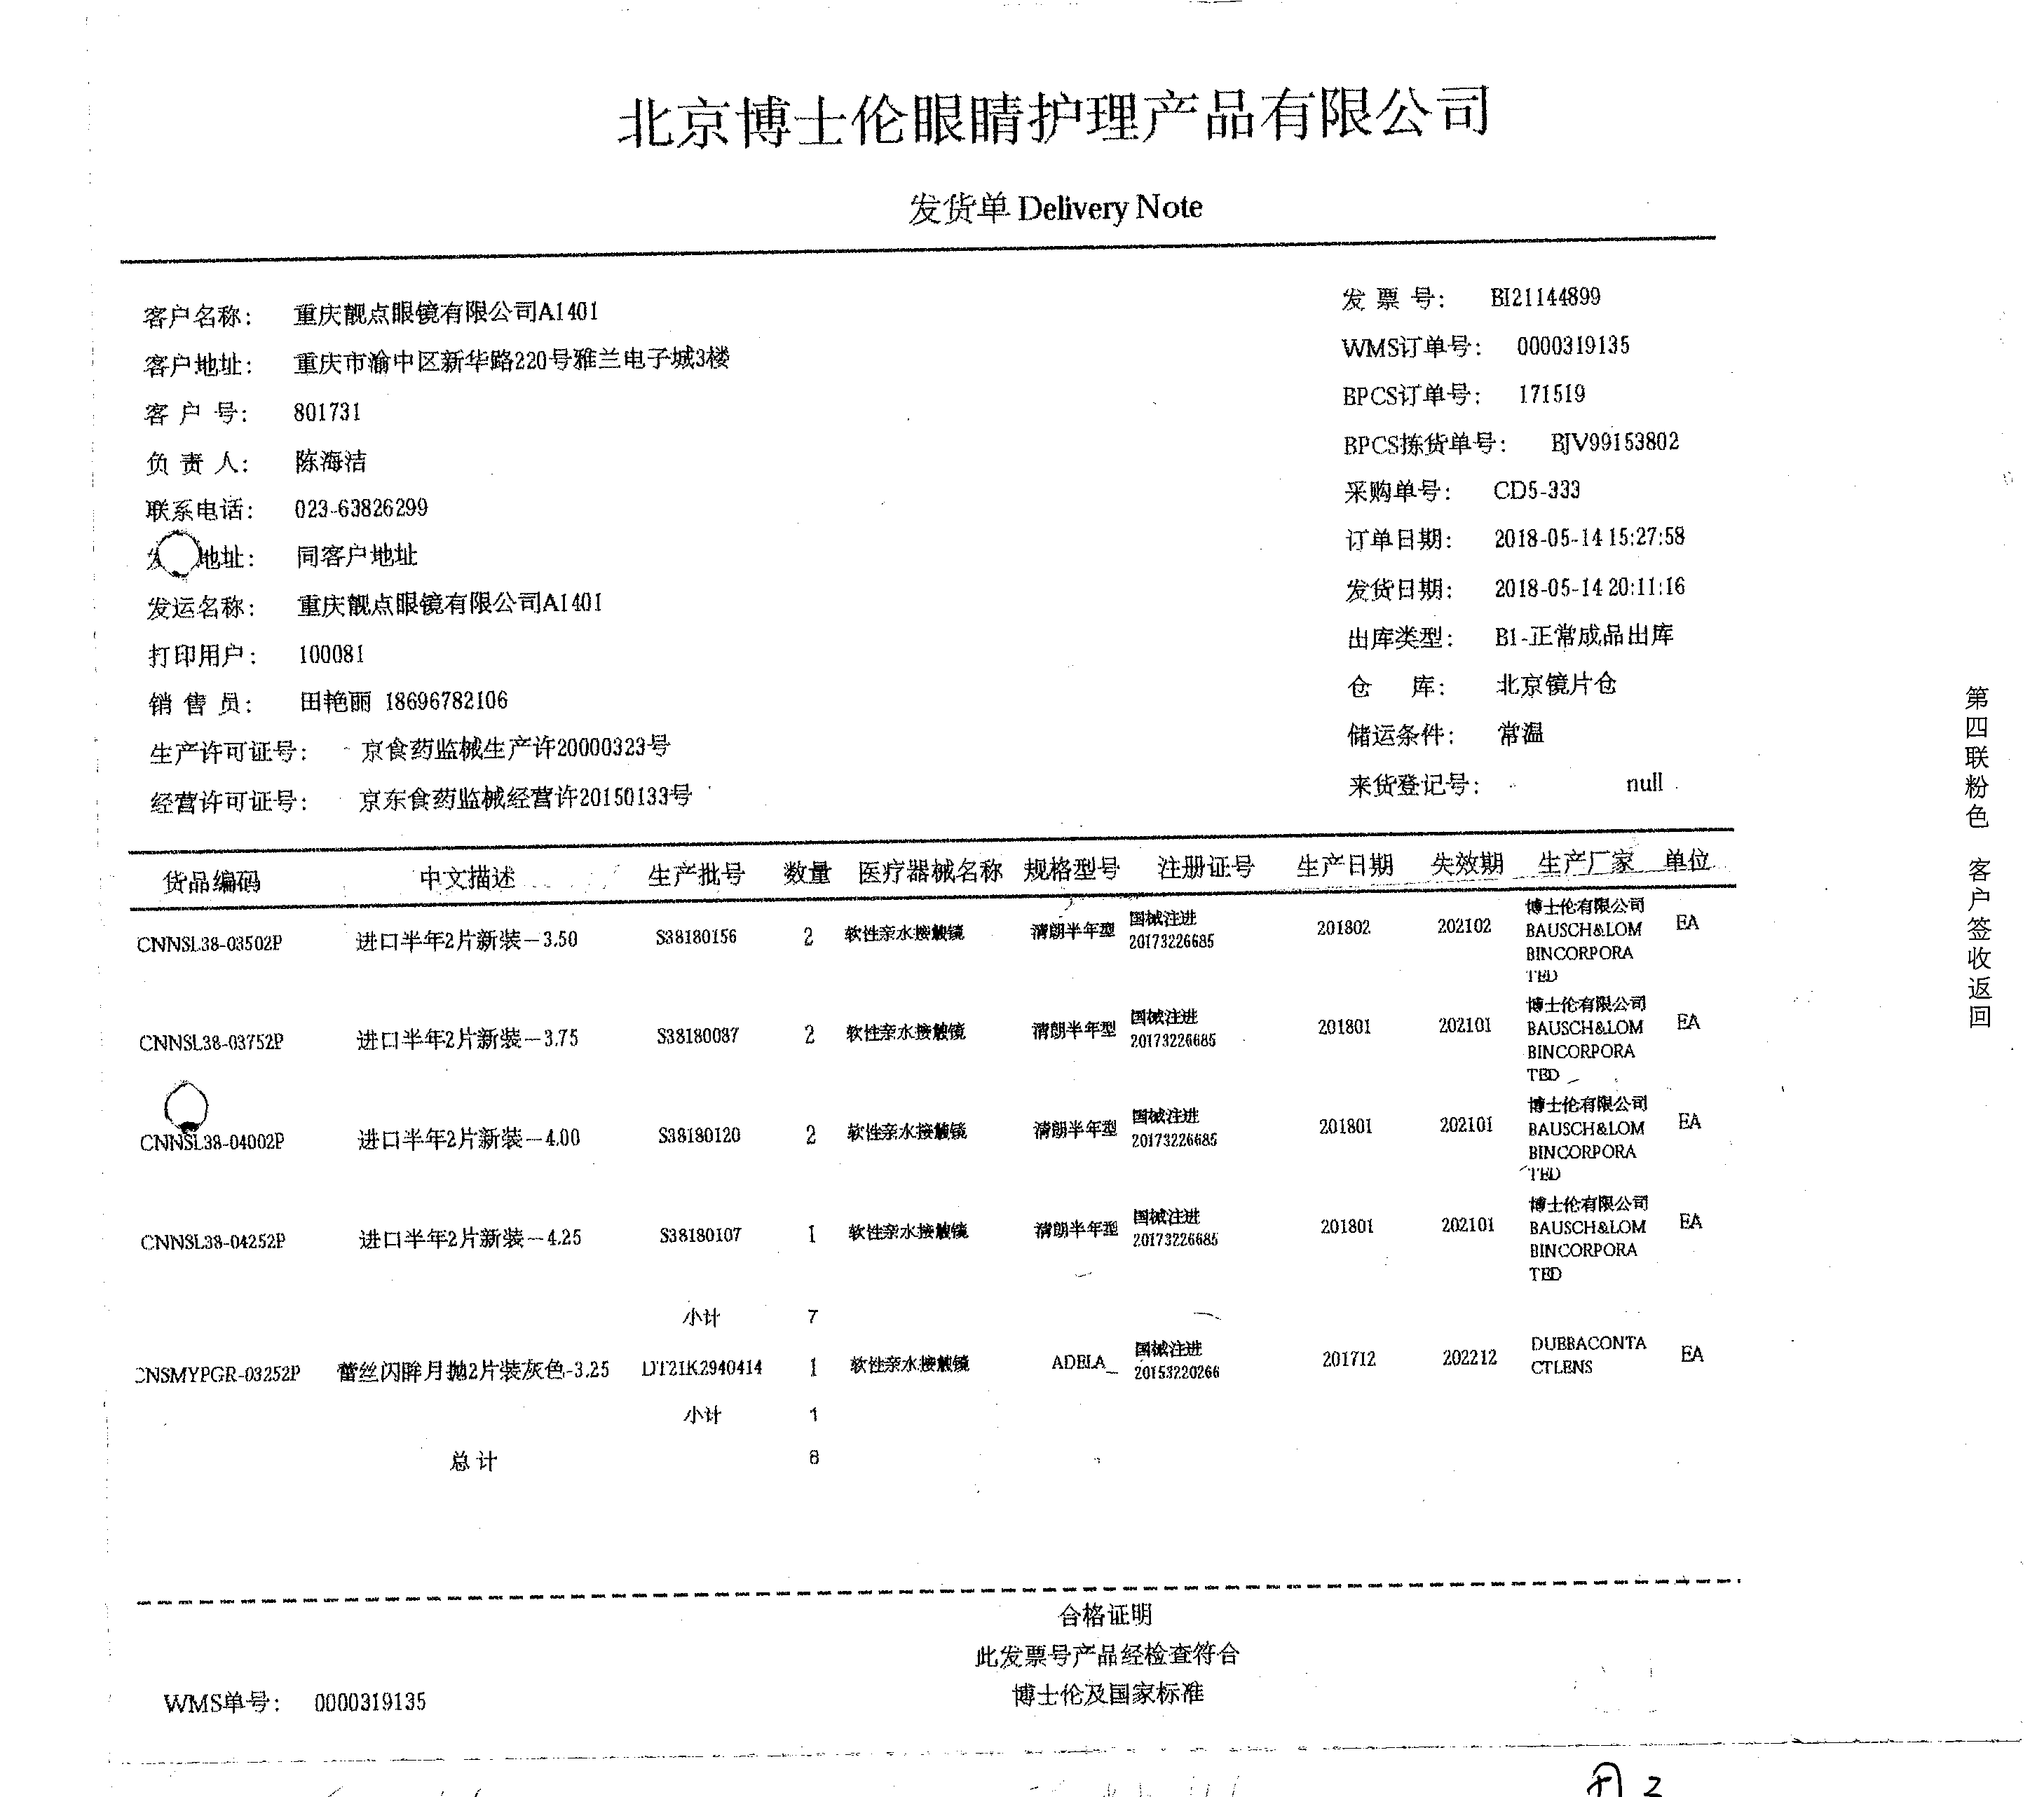 北京博士伦眼睛护理产品有限公司
发货单 Delivery Note
客户名称： 重庆靓点眼镜有限公司A1401
客户地址： 重庆市渝中区新华路220号雅兰电子城3楼
客 户 号： 801731
负 责 人： 陈海洁
联系电话： 023-63826299
地址： 同客户地址
发运名称： 重庆靓点眼镜有限公司A1401
打印用户： 100081
销 售 员： 田艳丽 18696782106
生产许可证号： 京食药监械生产许20000323号
经营许可证号： 京东食药监械经营许20150133号
发 票 号： BI21144899
WMS订单号： 0000319135
BPCS订单号： 171519
BPCS拣货单号： BJV99153802
采购单号： CD5-333
订单日期： 2018-05-14 15:27:58
发货日期： 2018-05-14 20:11:16
出库类型： B1-正常成品出库
仓 库： 北京镜片仓
储运条件： 常温
来货登记号： null
货品编码 中文描述 生产批号 数量 医疗器械名称 规格型号 注册证号 生产日期 失效期 生产厂家 单位
CNNSL38-03502P 进口半年2片新装－3.50 S38180156 2 软性亲水接触镜 清朗半年型 国械注进 20173226685 201802 202102 博士伦有限公司 BAUSCH&LOM BINCORPORA TED EA
CNNSL38-03752P 进口半年2片新装－3.75 S38180087 2 软性亲水接触镜 清朗半年型 国械注进 20173226685 201801 202101 博士伦有限公司 BAUSCH&LOM BINCORPORA TED EA
CNNSL38-04002P 进口半年2片新装－4.00 S38180120 2 软性亲水接触镜 清朗半年型 国械注进 20173226685 201801 202101 博士伦有限公司 BAUSCH&LOM BINCORPORA TED EA
CNNSL38-04252P 进口半年2片新装－4.25 S38180107 1 软性亲水接触镜 清朗半年型 国械注进 20173226685 201801 202101 博士伦有限公司 BAUSCH&LOM BINCORPORA TED EA
小计 7
CNSMYPGR-03252P 蕾丝闪眸月抛2片装灰色-3.25 DT21K2940414 1 软性亲水接触镜 ADELA 国械注进 20153220266 201712 202212 DUEBACONTA CTLENS EA
小计 1
总 计 8
合格证明
此发票号产品经检查符合
博士伦及国家标准
WMS单号： 0000319135
第四联粉色 客户签收返回